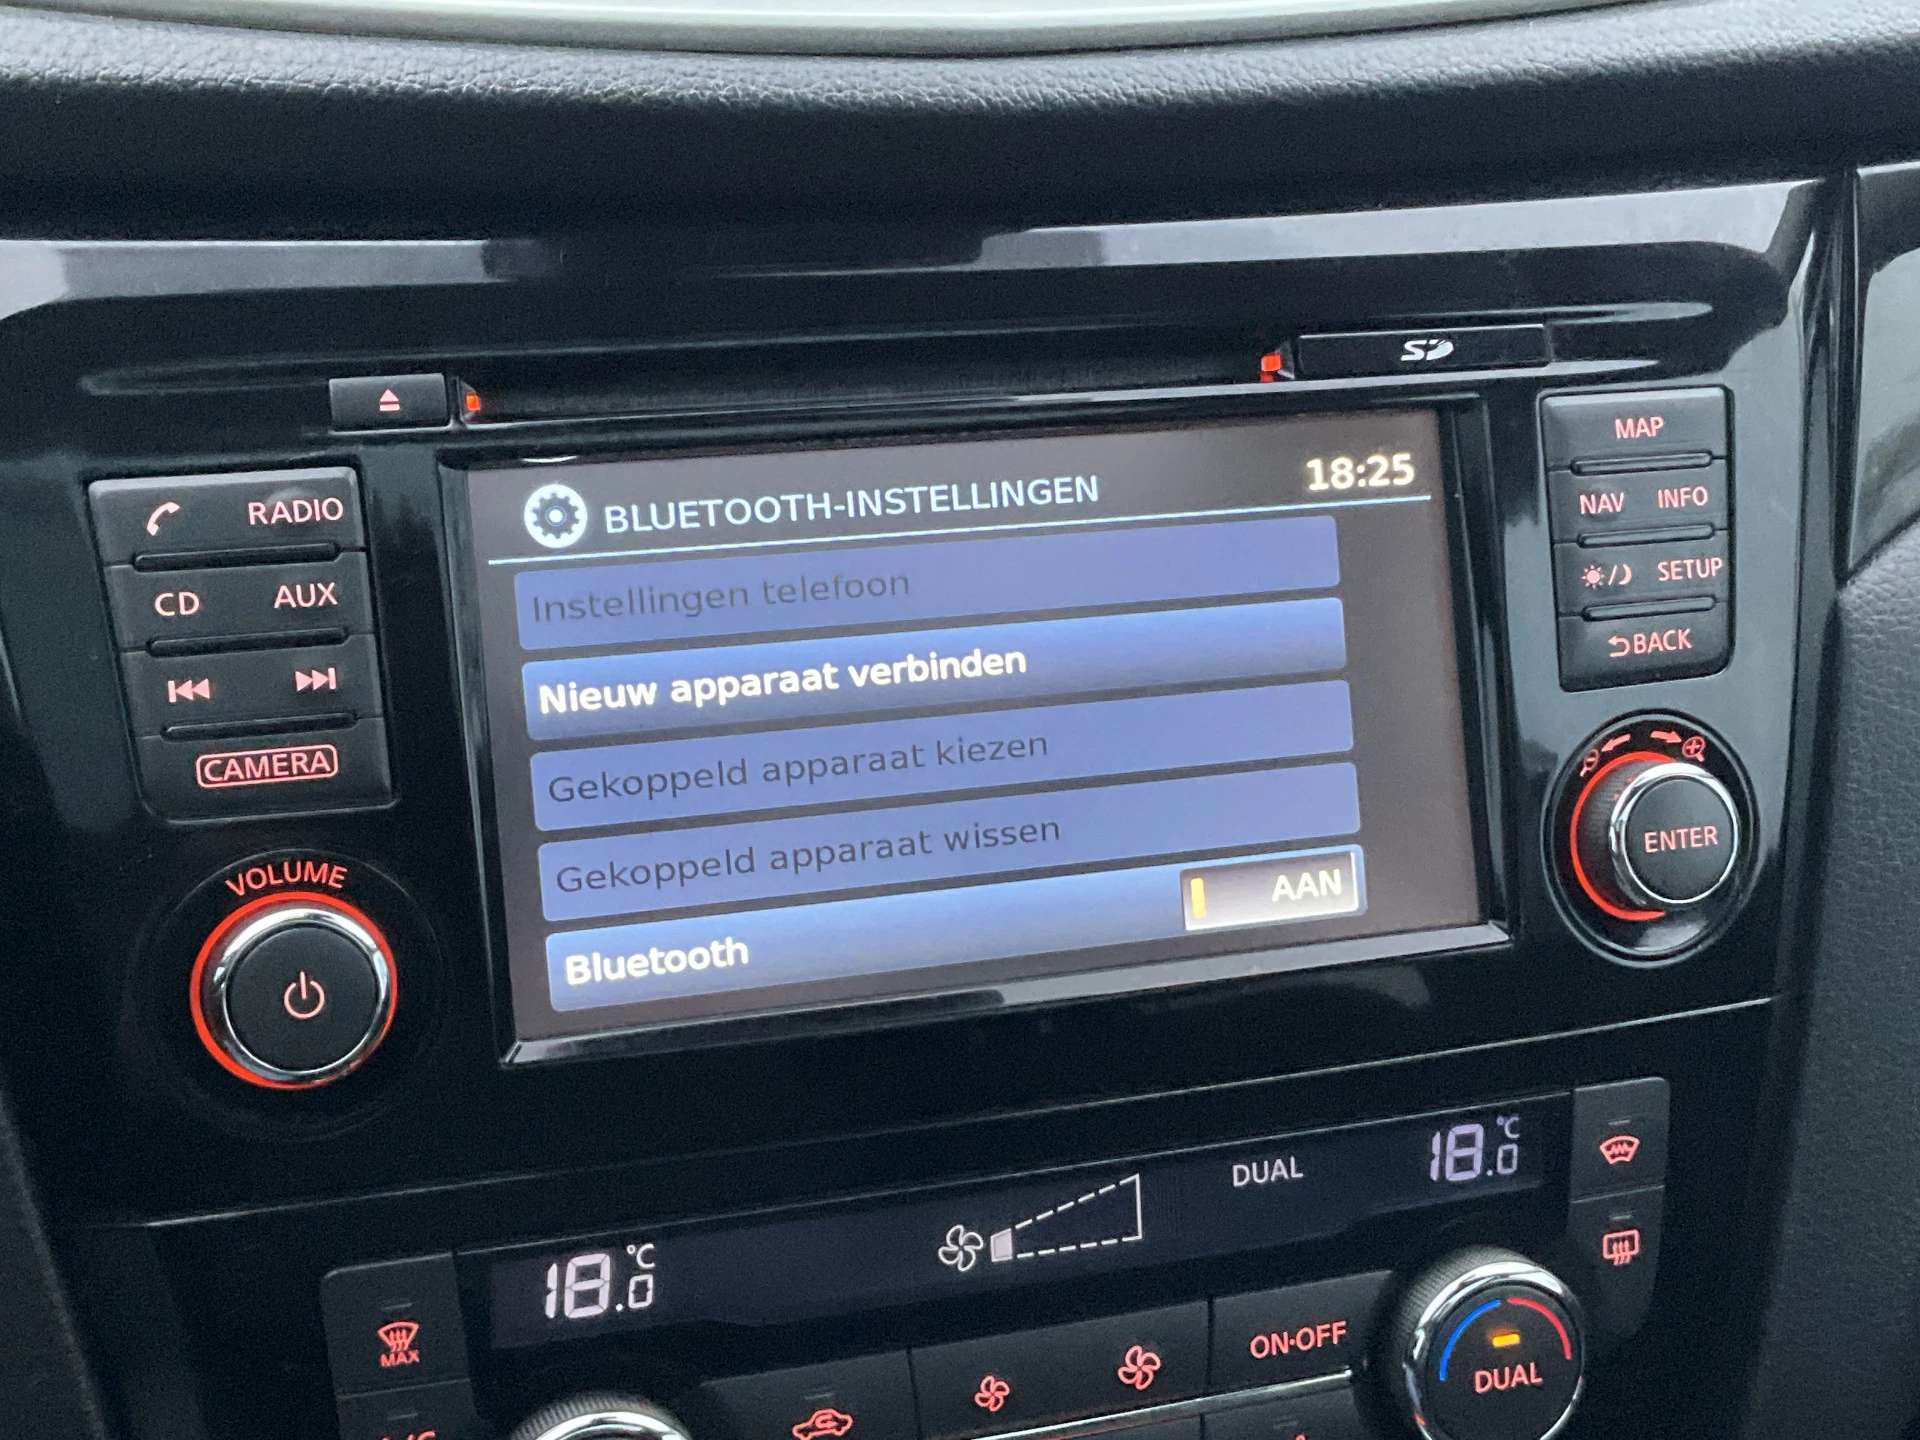 SD
MAP
NAV INFO
SETUP
BACK
ENTER
RADIO
CD AUX
CAMERA
VOLUME
BLUETOOTH-INSTELLINGEN 18:25
Instellingen telefoon
Nieuw apparaat verbinden
Gekoppeld apparaat kiezen
Gekoppeld apparaat wissen
Bluetooth AAN
18.0 °C
DUAL
18.0 °C
MAX
ON·OFF
DUAL